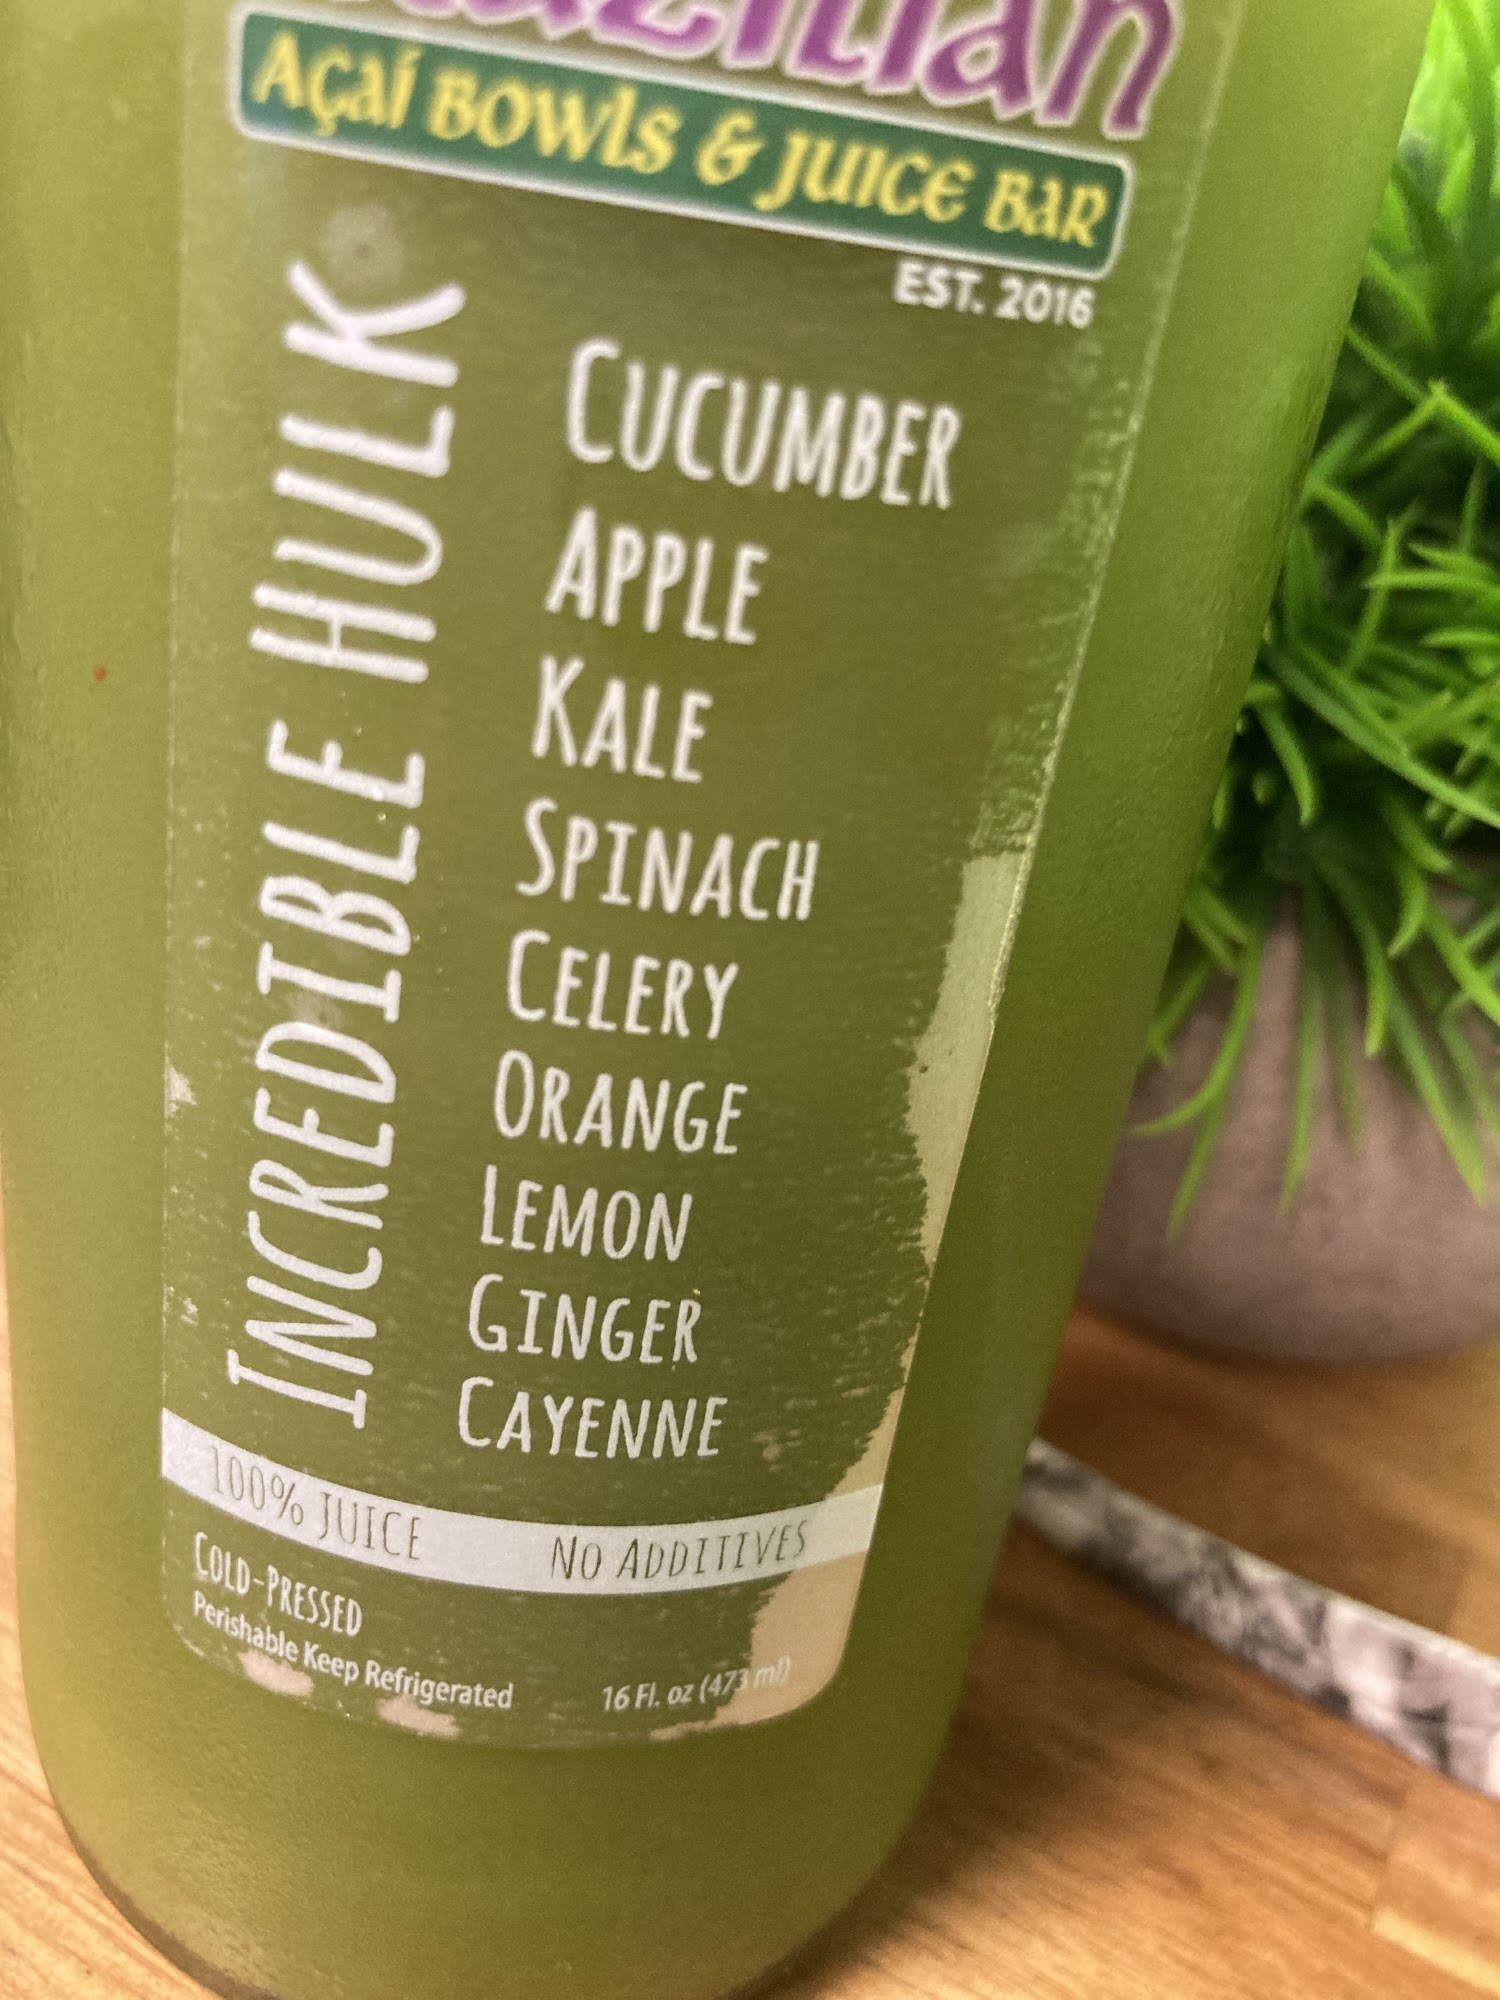 Açaí Bowls & Juice Bar
EST. 2016
INCREDIBLE HULK
CUCUMBER
APPLE
KALE
SPINACH
CELERY
ORANGE
LEMON
GINGER
CAYENNE
100% JUICE
NO ADDITIVES
COLD-PRESSED
Perishable Keep Refrigerated
16 Fl. oz (473 ml)